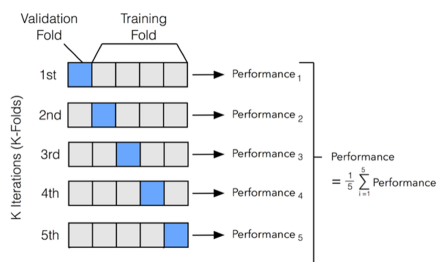 Validation
Fold
Training
Fold
K Iterations (K-Folds)
1st
Performance 1
2nd
Performance 2
3rd
Performance 3
4th
Performance 4
5th
Performance 5
Performance
= 1/5 5 ∑ i=1 Performance